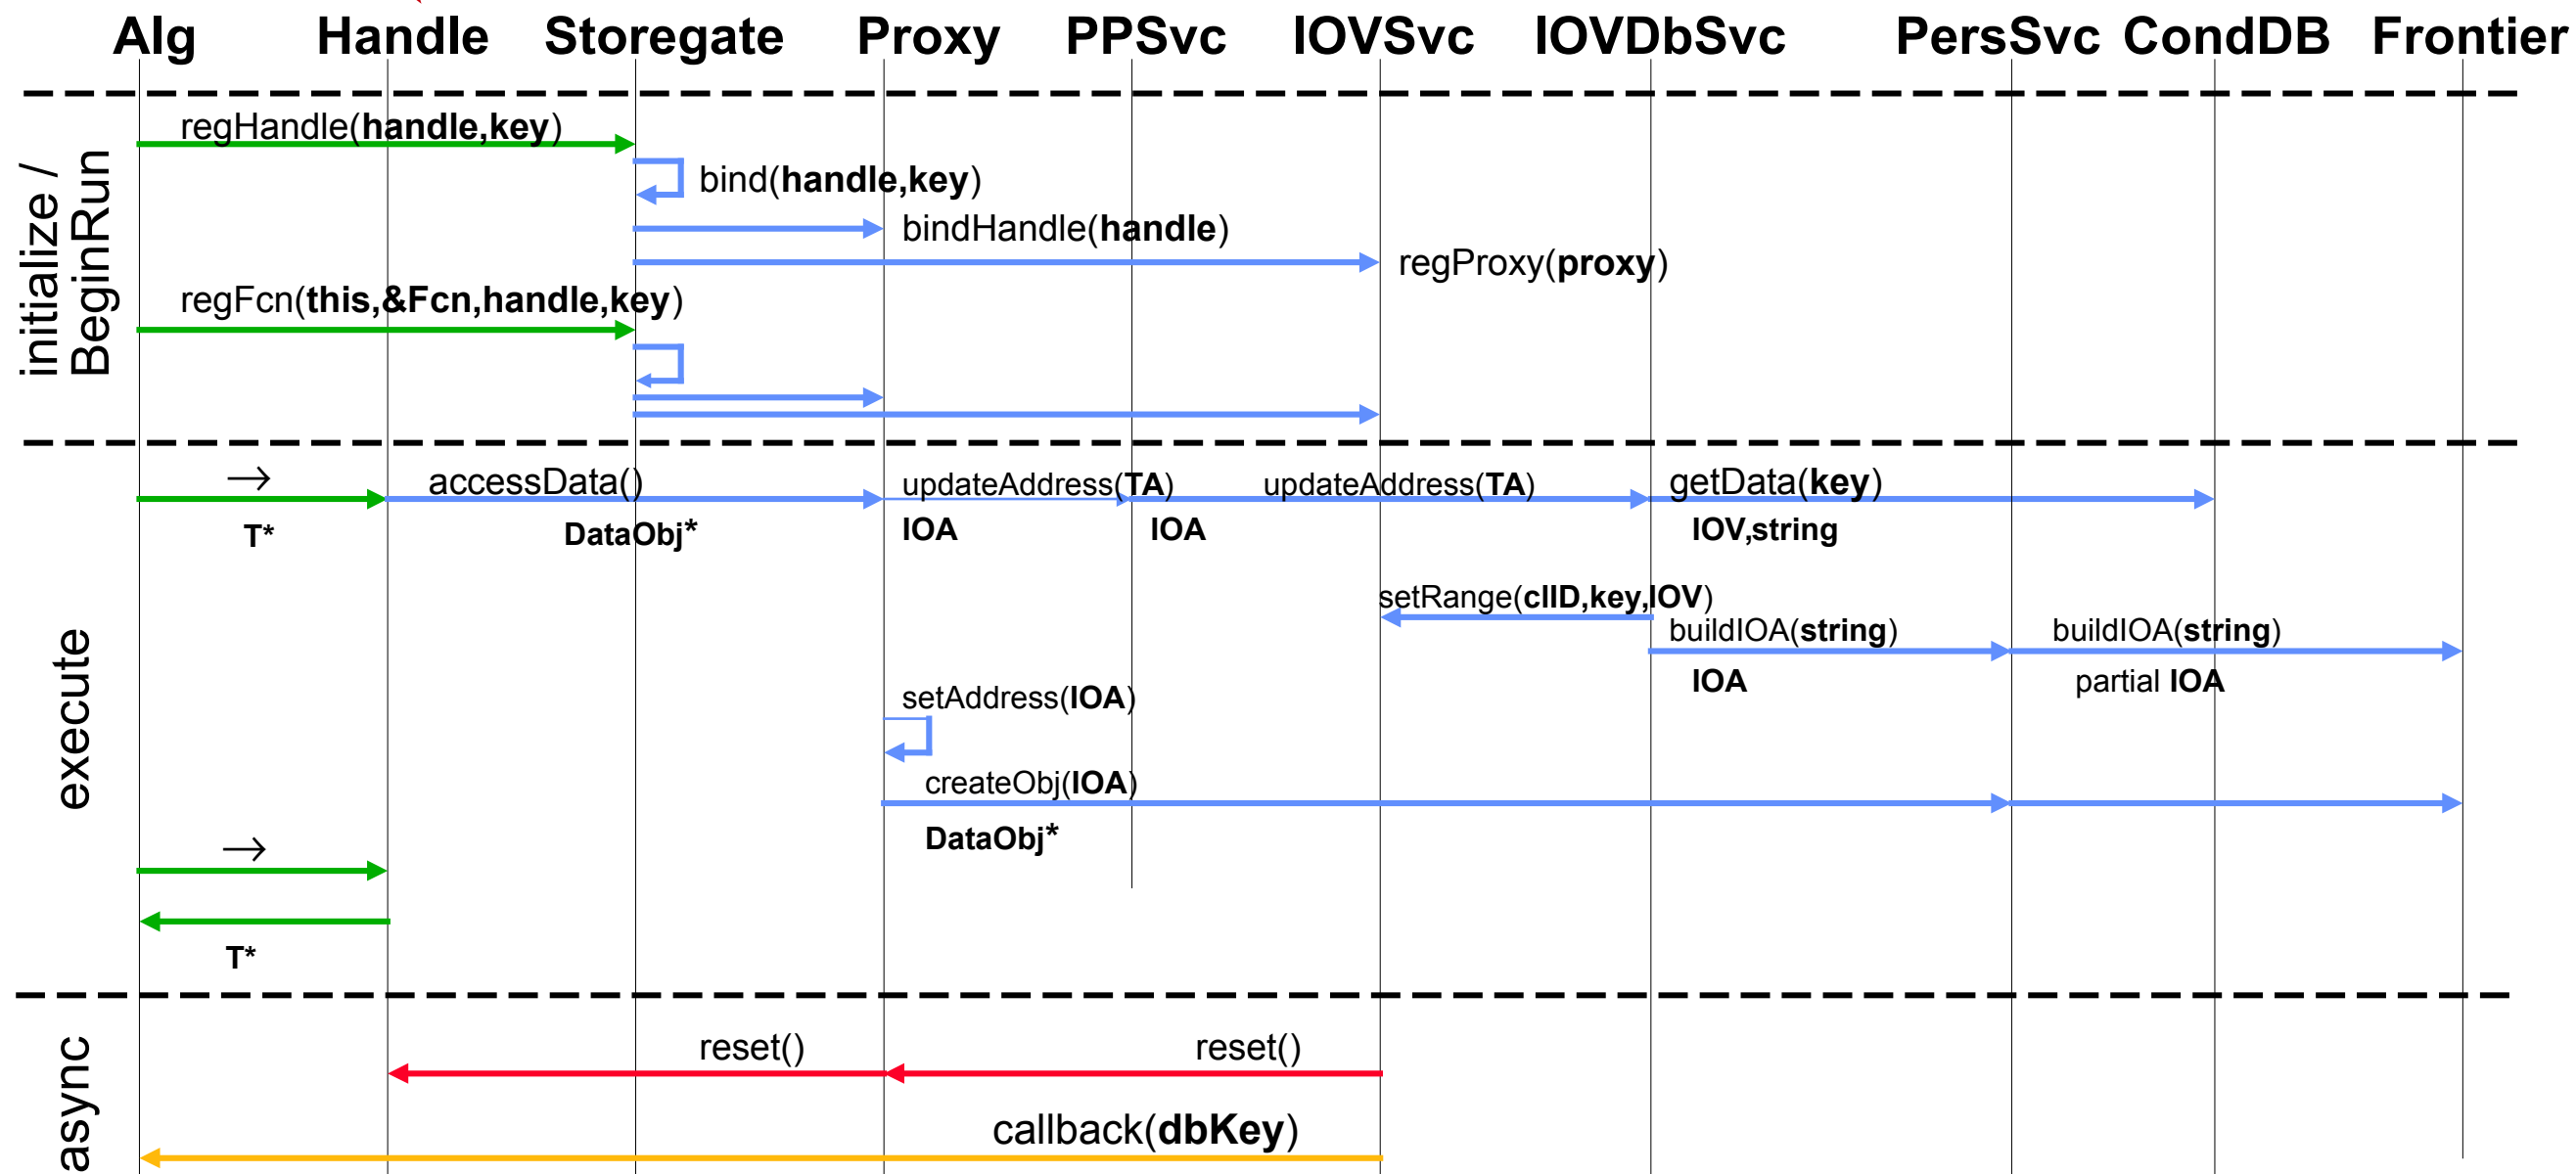 Alg Handle Storegate Proxy PPSvc IOVSvc IOVDbSvc PersSvc CondDB Frontier
initialize /
BeginRun
regHandle(handle,key)
bind(handle,key)
bindHandle(handle)
regProxy(proxy)
regFcn(this,&Fcn,handle,key)
execute
→ accessData() updateAddress(TA) updateAddress(TA) getData(key)
T* DataObj* IOA IOA IOV,string
setRange(clID,key,IOV)
buildIOA(string) buildIOA(string)
IOA partial IOA
setAddress(IOA)
createObj(IOA)
DataObj*
→
T*
async
reset() reset()
callback(dbKey)